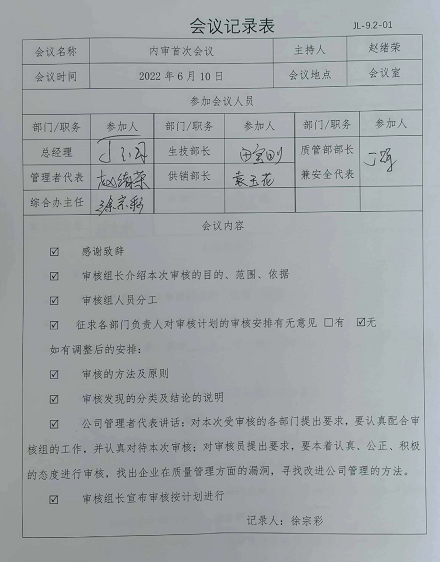 会议记录表 JL-9.2-01
会议名称 内审首次会议 主持人 赵绪荣
会议时间 2022年6月10日 会议地点 会议室
参加会议人员
部门/职务 参加人 部门/职务 参加人 部门/职务 参加人
总经理 生技部长 田宝刚 质管部部长
管理者代表 赵绪荣 供销部长 袁玉花 兼安全代表
综合办主任 徐宗彩
会议内容
☑ 感谢致辞
☑ 审核组长介绍本次审核的目的、范围、依据
☑ 审核组人员分工
☑ 征求各部门负责人对审核计划的审核安排有无意见 □有 ☑无
如有调整后的安排：
☑ 审核的方法及原则
☑ 审核发现的分类及结论的说明
☑ 公司管理者代表讲话：对本次受审核的各部门提出要求，要认真配合审
核组的工作，并认真对待本次审核；对审核员提出要求，要本着认真、公正、积极
的态度进行审核，找出企业在质量管理方面的漏洞，寻找改进公司管理的方法。
☑ 审核组长宣布审核按计划进行
记录人：徐宗彩